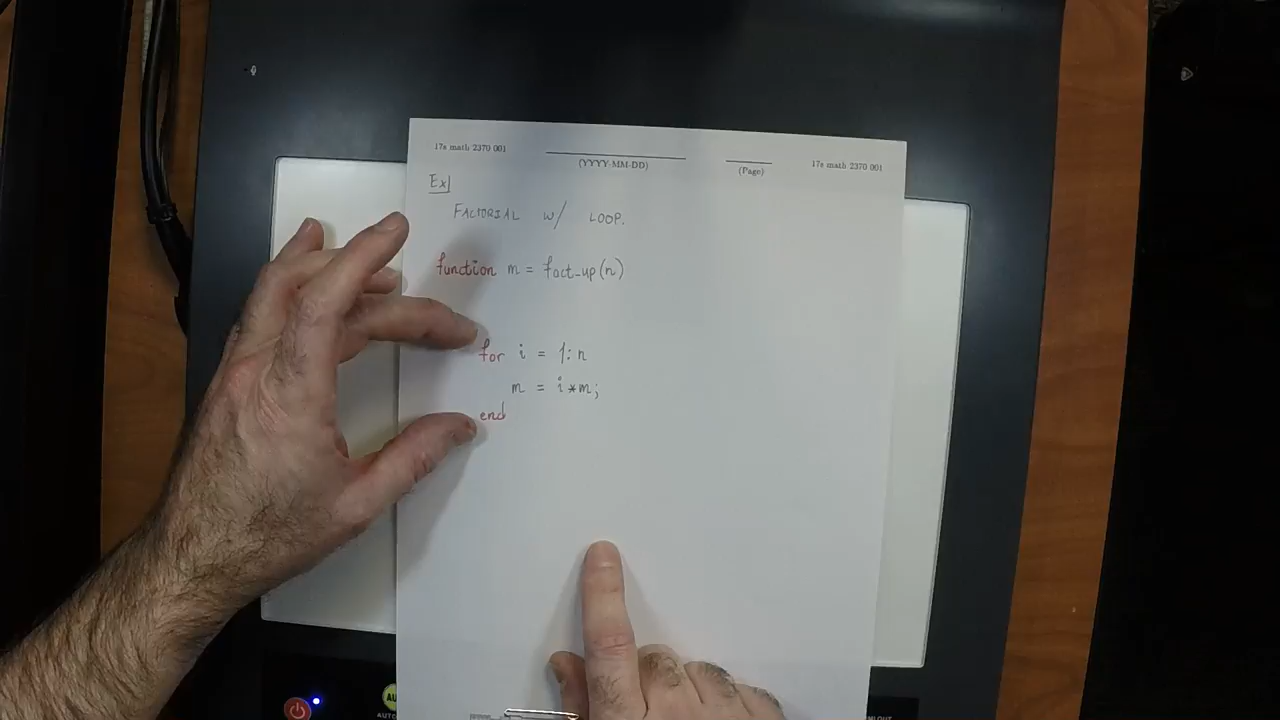 17s math 2370 001 (YYYY-MM-DD) (Page) 17s math 2370 001
Ex
FACTORIAL W/ LOOP.
function m = fact_up(n)
for i = 1:n
m = i*m;
end